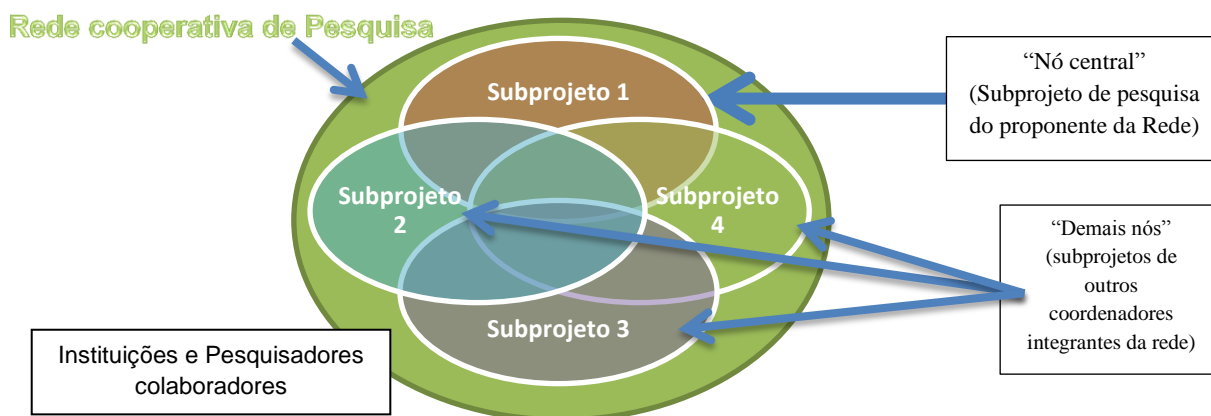 Rede cooperativa de Pesquisa
Subprojeto 1
Subprojeto
2
Subprojeto
4
Subprojeto 3
“Nó central”
(Subprojeto de pesquisa
do proponente da Rede)
“Demais nós”
(subprojetos de
outros
coordenadores
integrantes da rede)
Instituições e Pesquisadores
colaboradores